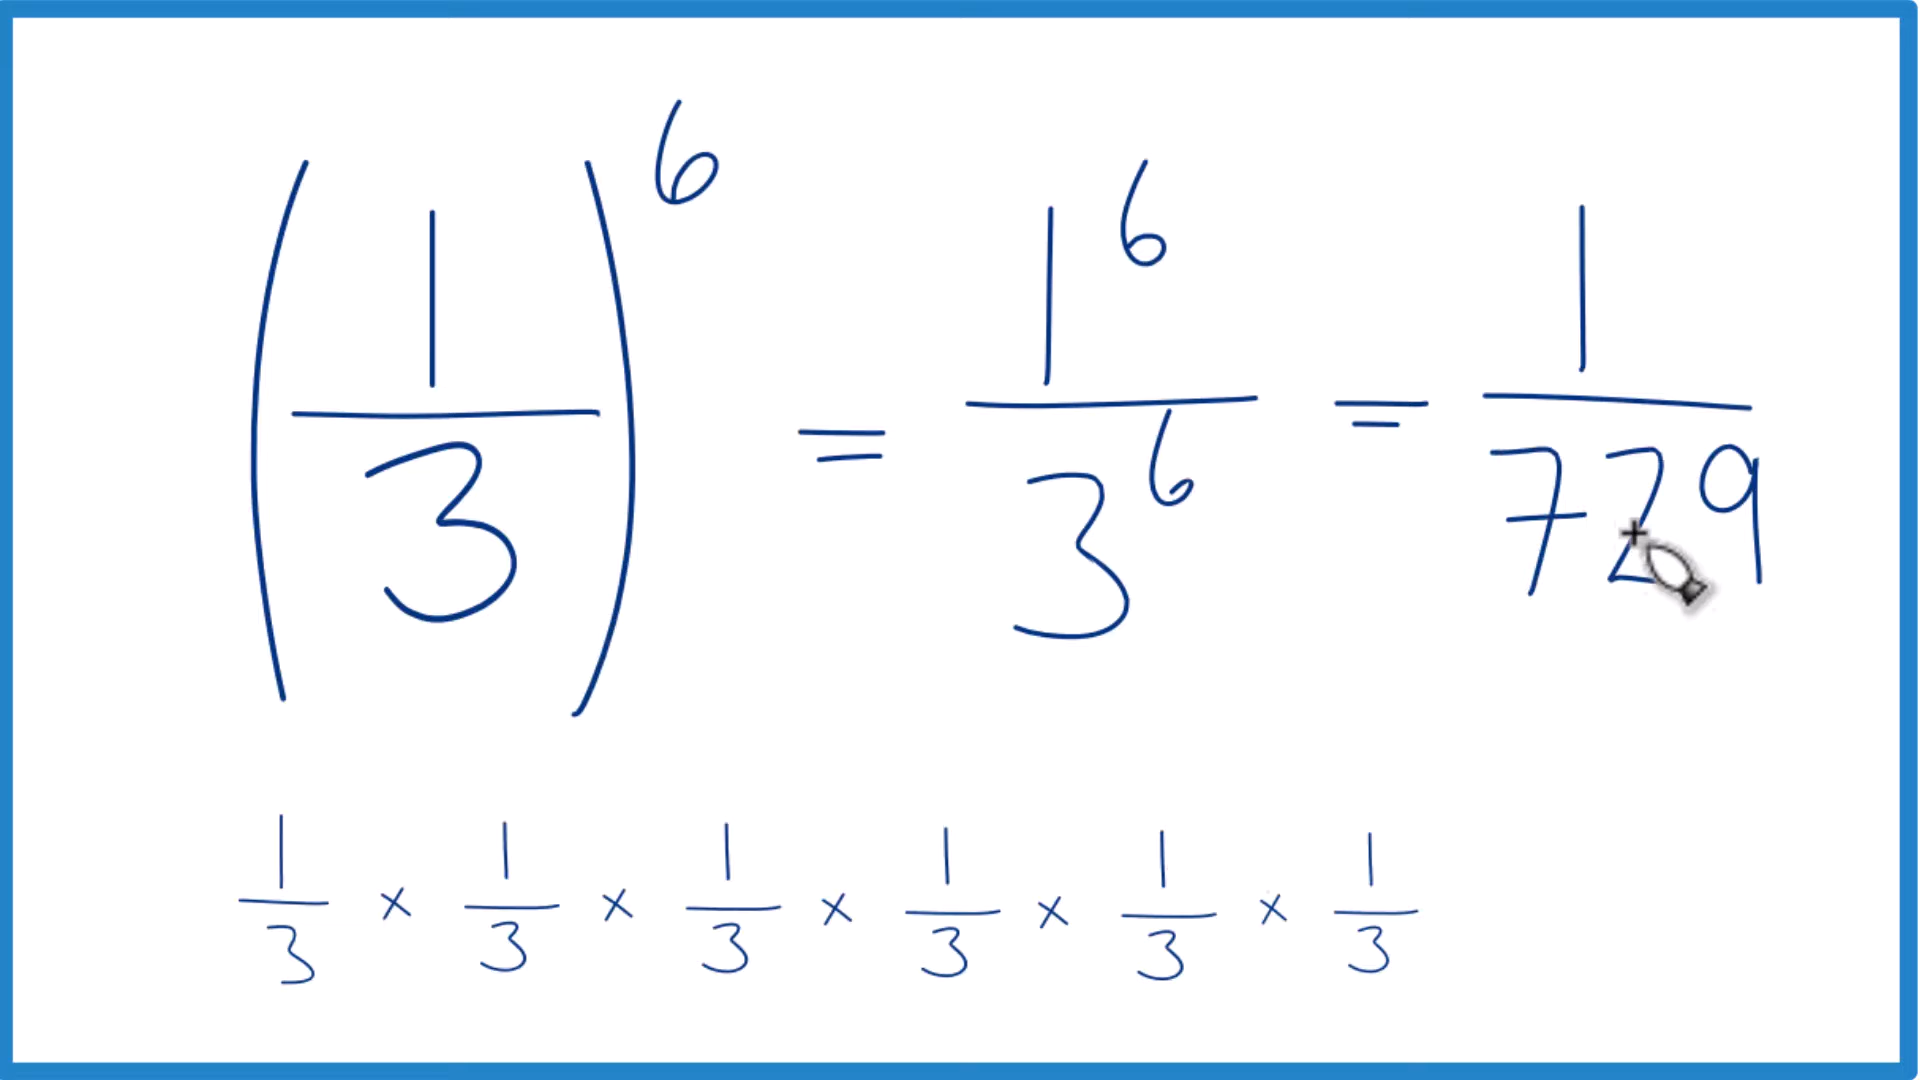 (1/3)^6 = 1^6/3^6 = 1/729
1/3 × 1/3 × 1/3 × 1/3 × 1/3 × 1/3